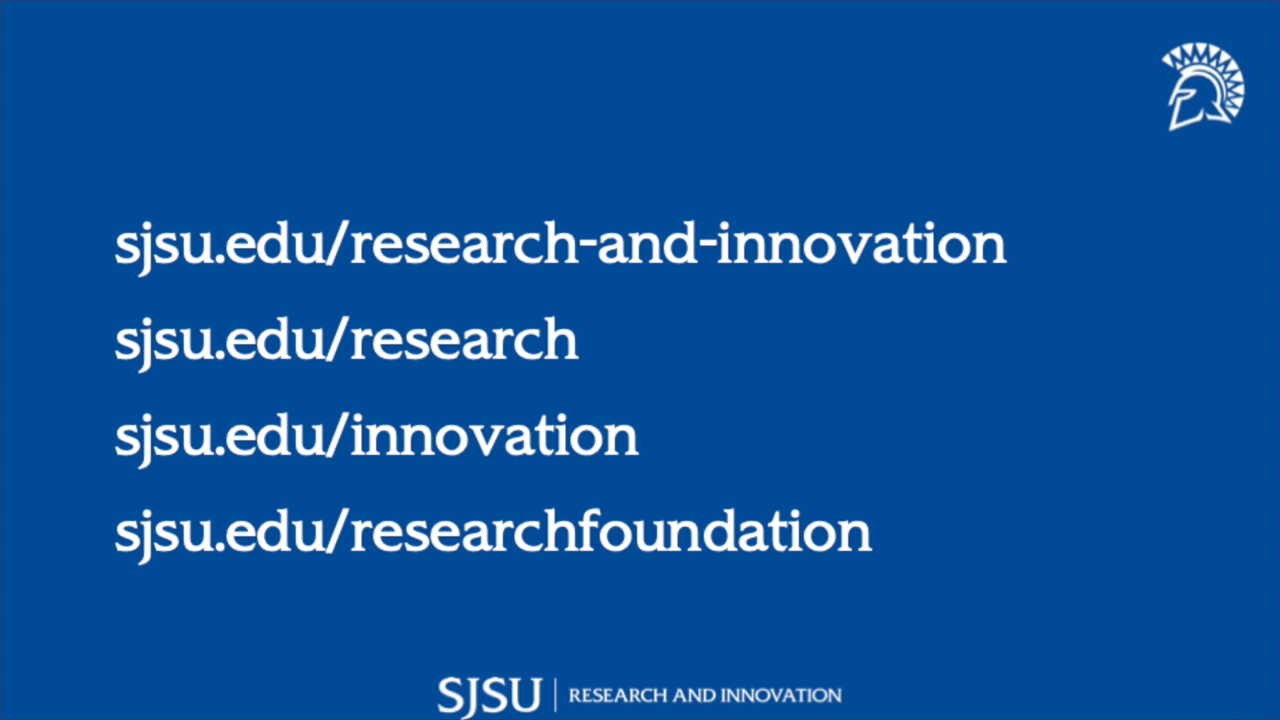 sjsu.edu/research-and-innovation
sjsu.edu/research
sjsu.edu/innovation
sjsu.edu/researchfoundation
SJSU | RESEARCH AND INNOVATION